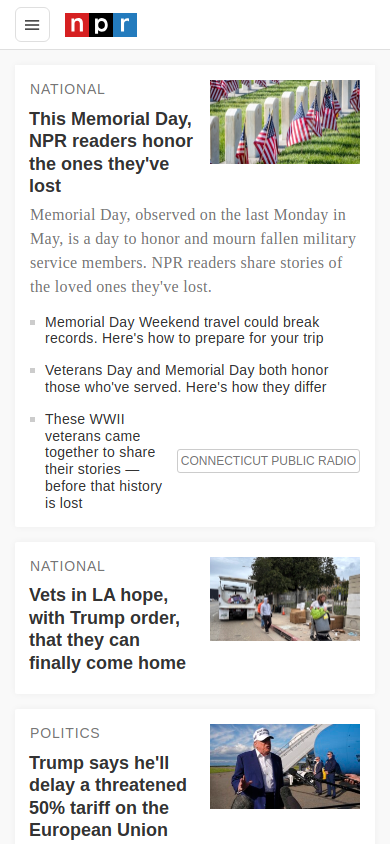 npr
NATIONAL
This Memorial Day,
NPR readers honor
the ones they've
lost
Memorial Day, observed on the last Monday in
May, is a day to honor and mourn fallen military
service members. NPR readers share stories of
the loved ones they've lost.
Memorial Day Weekend travel could break
records. Here's how to prepare for your trip
Veterans Day and Memorial Day both honor
those who've served. Here's how they differ
These WWII
veterans came
together to share
their stories —
before that history
is lost
CONNECTICUT PUBLIC RADIO
NATIONAL
Vets in LA hope,
with Trump order,
that they can
finally come home
POLITICS
Trump says he'll
delay a threatened
50% tariff on the
European Union